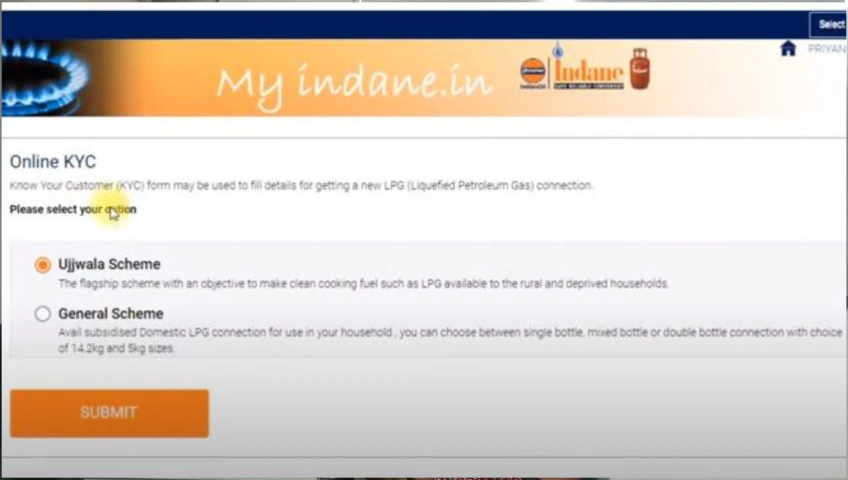 Select
PRIYAN
My indane.in
Indane
SAFE RELIABLE CONVENIENT
Online KYC
Know Your Customer (KYC) form may be used to fill details for getting a new LPG (Liquefied Petroleum Gas) connection.
Please select your option
Ujjwala Scheme
The flagship scheme with an objective to make clean cooking fuel such as LPG available to the rural and deprived households.
General Scheme
Avail subsidised Domestic LPG connection for use in your household , you can choose between single bottle, mixed bottle or double bottle connection with choice
of 14.2kg and 5kg sizes.
SUBMIT